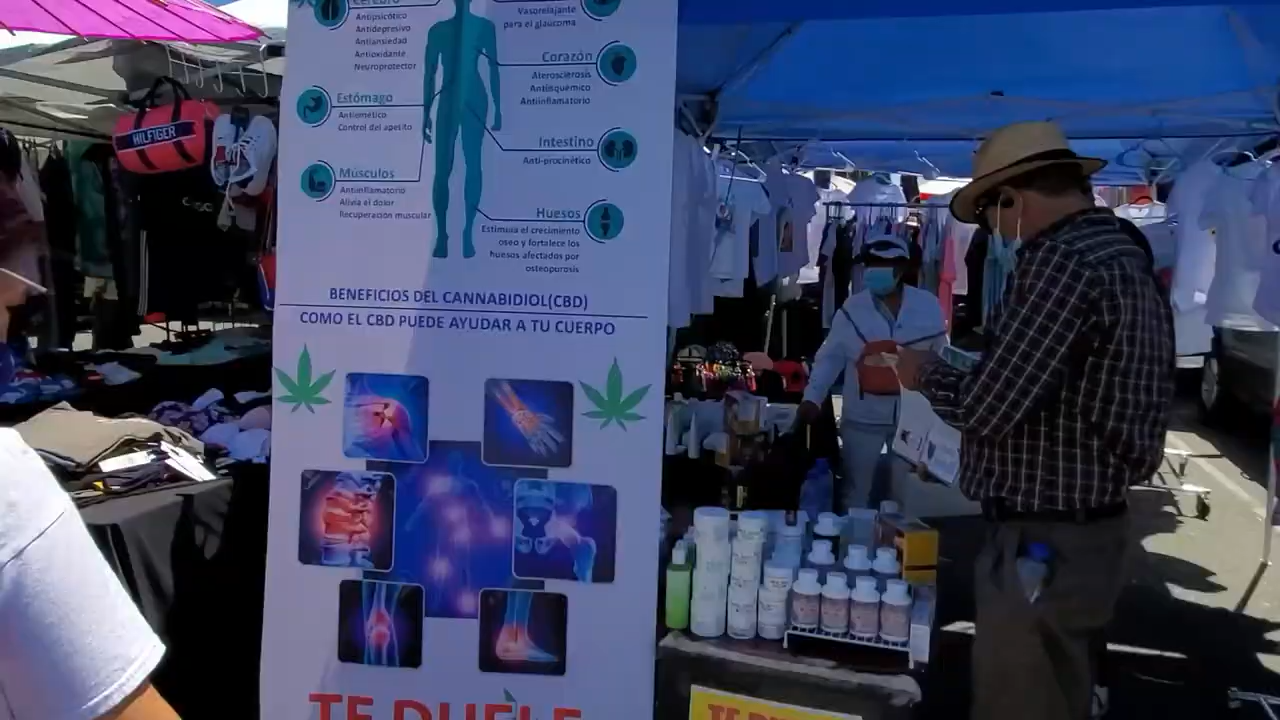 Cerebro
Antipsicótico
Antidepresivo
Antiansiedad
Antioxidante
Neuroprotector
Estómago
Antiemético
Control del apetito
Músculos
Antiinflamatorio
Alivia el dolor
Recuperación muscular
Vasorelajante
para el glaucoma
Corazón
Aterosclerosis
Antiisquémico
Antiinflamatorio
Intestino
Anti-procinético
Huesos
Estimula el crecimiento
oseo y fortalece los
huesos afectados por
osteopurosis
BENEFICIOS DEL CANNABIDIOL(CBD)
COMO EL CBD PUEDE AYUDAR A TU CUERPO
TE DUELE
HILFIGER